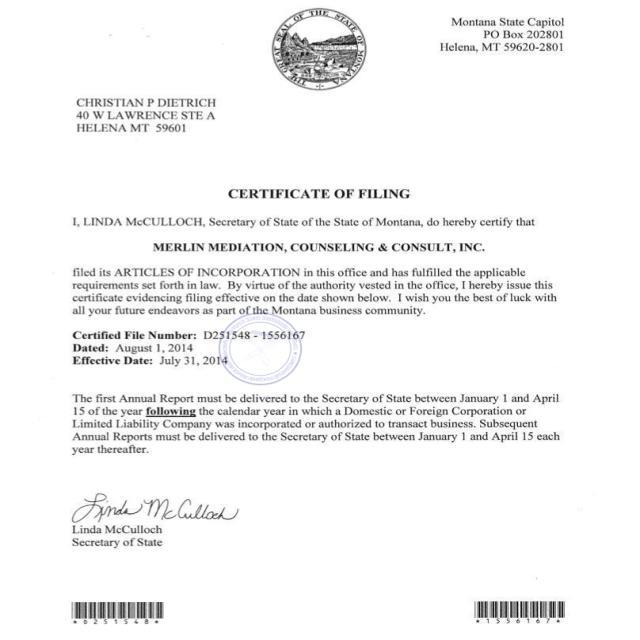 THE GREAT SEAL OF THE STATE OF MONTANA
Montana State Capitol
PO Box 202801
Helena, MT 59620-2801
CHRISTIAN P DIETRICH
40 W LAWRENCE STE A
HELENA MT 59601
CERTIFICATE OF FILING
I, LINDA McCULLOCH, Secretary of State of the State of Montana, do hereby certify that
MERLIN MEDIATION, COUNSELING & CONSULT, INC.
filed its ARTICLES OF INCORPORATION in this office and has fulfilled the applicable
requirements set forth in law. By virtue of the authority vested in the office, I hereby issue this
certificate evidencing filing effective on the date shown below. I wish you the best of luck with
all your future endeavors as part of the Montana business community.
Certified File Number: D251548 - 1556167
Dated: August 1, 2014
Effective Date: July 31, 2014
The first Annual Report must be delivered to the Secretary of State between January 1 and April
15 of the year following the calendar year in which a Domestic or Foreign Corporation or
Limited Liability Company was incorporated or authorized to transact business. Subsequent
Annual Reports must be delivered to the Secretary of State between January 1 and April 15 each
year thereafter.
Linda McCulloch
Linda McCulloch
Secretary of State
*6251548*
*1556167*